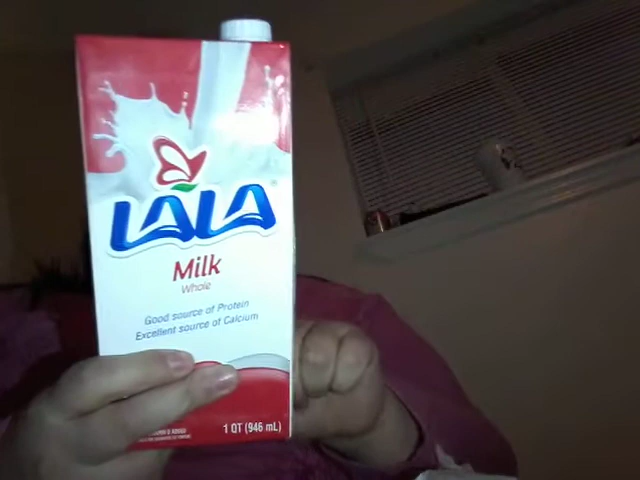 LALA
Milk
Whole
Good source of Protein
Excellent source of Calcium
1 QT (946 mL)